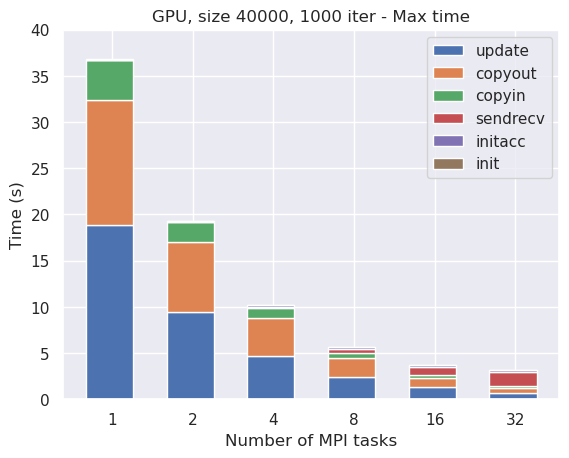 GPU, size 40000, 1000 iter - Max time
40
35
30
25
20
15
10
5
0
Time (s)
update
copyout
copyin
sendrecv
initacc
init
1 2 4 8 16 32
Number of MPI tasks